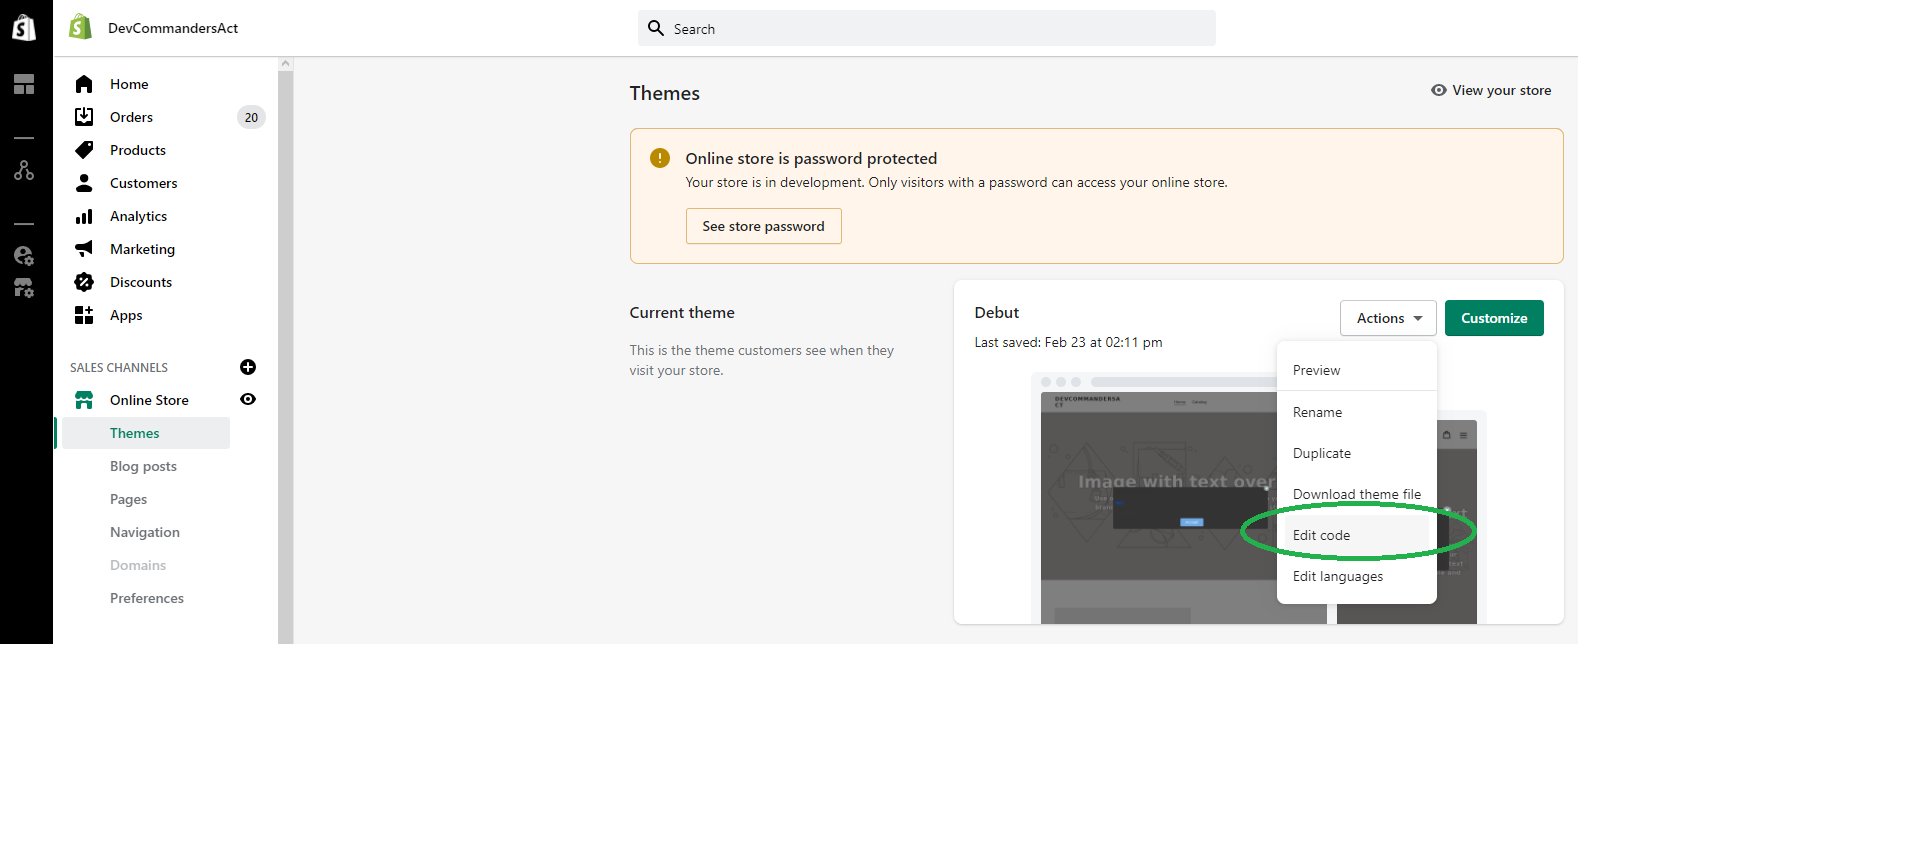 DevCommandersAct
Search
Home
Orders 20
Products
Customers
Analytics
Marketing
Discounts
Apps
SALES CHANNELS
Online Store
Themes
Blog posts
Pages
Navigation
Domains
Preferences
Themes
View your store
Online store is password protected
Your store is in development. Only visitors with a password can access your online store.
See store password
Current theme
This is the theme customers see when they
visit your store.
Debut
Last saved: Feb 23 at 02:11 pm
Actions
Customize
Preview
Rename
Duplicate
Download theme file
Edit code
Edit languages
DEVCOMMANDERSA
CT
Home Catalog
Image with text over